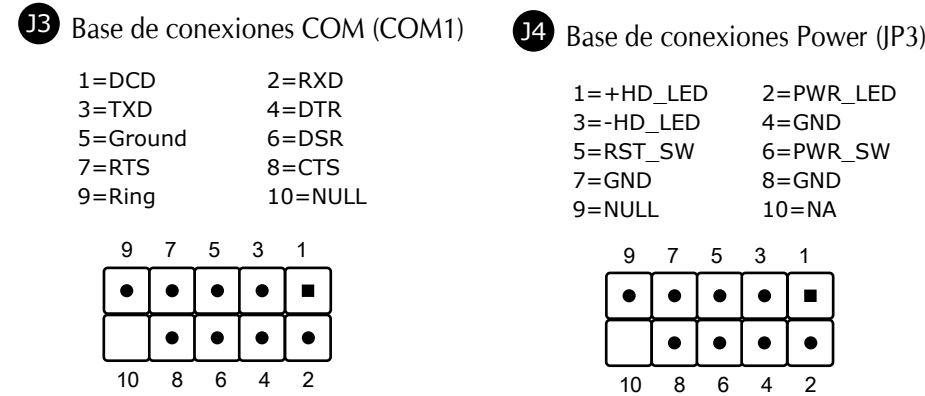 J3 Base de conexiones COM (COM1)
1=DCD 2=RXD
3=TXD 4=DTR
5=Ground 6=DSR
7=RTS 8=CTS
9=Ring 10=NULL
9 7 5 3 1
10 8 6 4 2
J4 Base de conexiones Power (JP3)
1=+HD_LED 2=PWR_LED
3=-HD_LED 4=GND
5=RST_SW 6=PWR_SW
7=GND 8=GND
9=NULL 10=NA
9 7 5 3 1
10 8 6 4 2